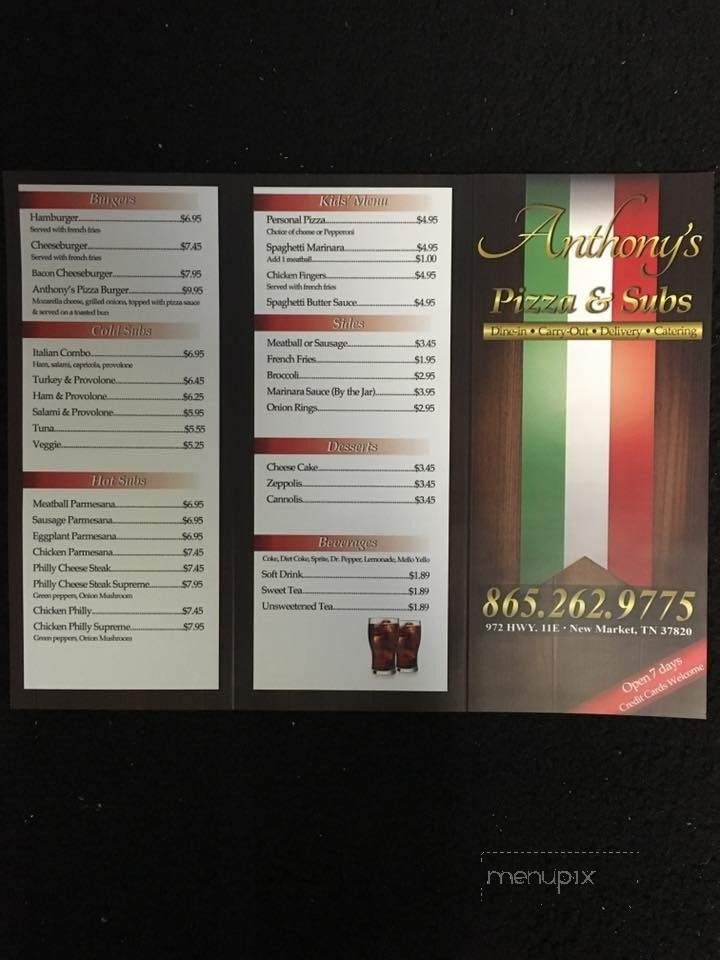 Burgers
Hamburger $6.95
Served with french fries
Cheeseburger $7.45
Served with french fries
Bacon Cheeseburger $7.95
Anthony's Pizza Burger $9.95
Mozarella cheese, grilled onions, topped with pizza sauce
& served on a toasted bun
Cold Subs
Italian Combo $6.95
Ham, salami, capricola, provolone
Turkey & Provolone $6.45
Ham & Provolone $6.25
Salami & Provolone $5.95
Tuna $5.55
Veggie $5.25
Hot Subs
Meatball Parmesana $6.95
Sausage Parmesana $6.95
Eggplant Parmesana $6.95
Chicken Parmesana $7.45
Philly Cheese Steak $7.45
Philly Cheese Steak Supreme $7.95
Green peppers, Onion Mushroom
Chicken Philly $7.45
Chicken Philly Supreme $7.95
Green peppers, Onion Mushroom
Kids' Menu
Personal Pizza $4.95
Choice of cheese or Pepperoni
Spaghetti Marinara $4.95
Add 1 meatball $1.00
Chicken Fingers $4.95
Served with french fries
Spaghetti Butter Sauce $4.95
Sides
Meatball or Sausage $3.45
French Fries $1.95
Broccoli $2.95
Marinara Sauce (By the Jar) $3.95
Onion Rings $2.95
Desserts
Cheese Cake $3.45
Zeppolis $3.45
Cannolis $3.45
Beverages
Coke, Diet Coke, Sprite, Dr. Pepper, Lemonade, Mello Yello
Soft Drink $1.89
Sweet Tea $1.89
Unsweetened Tea $1.89
Anthony's
Pizza & Subs
Dine-in • Carry-Out • Delivery • Catering
865.262.9775
972 HWY. 11E · New Market, TN 37820
Open 7 days
Credit Cards Welcome
menupix